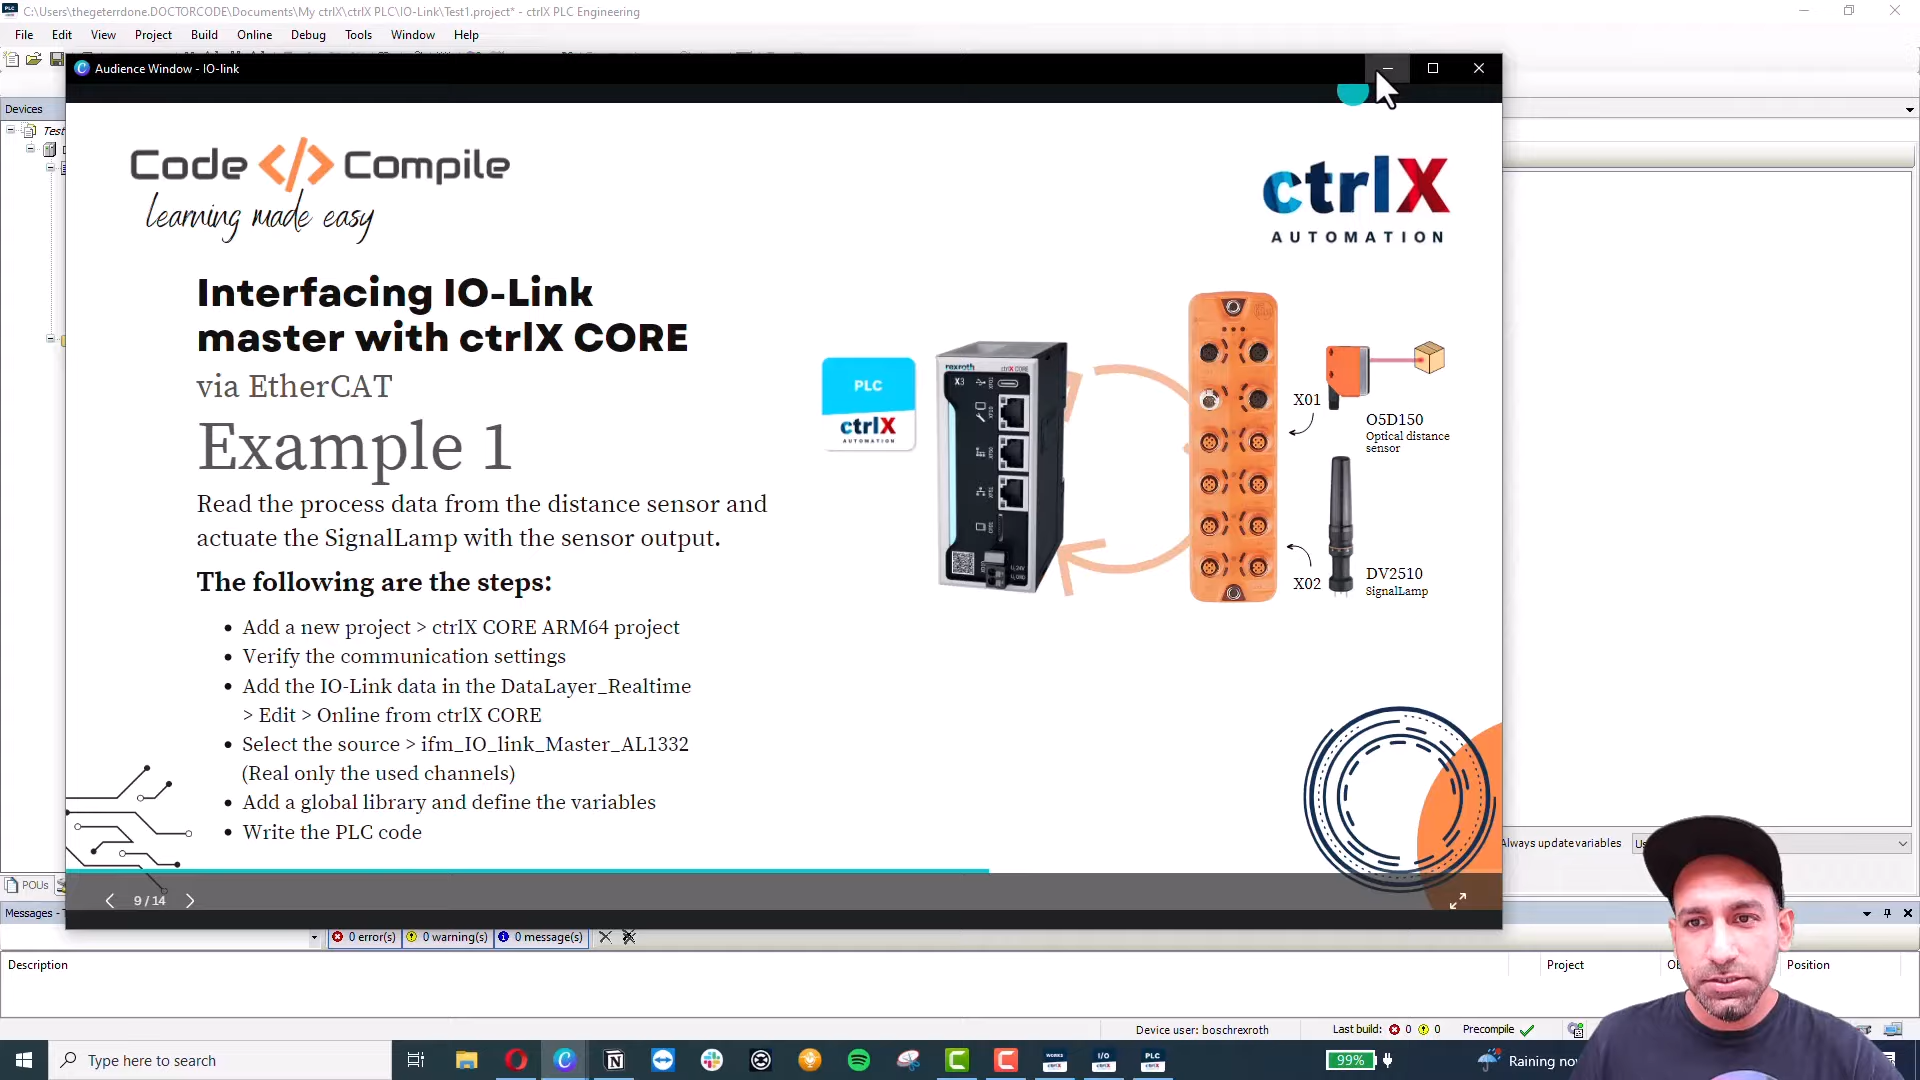 C:\Users\thegeterrdone.DOCTORCODE\Documents\My ctrlX\ctrlX PLC\IO-Link\Test1.project* - ctrlX PLC Engineering
File Edit View Project Build Online Debug Tools Window Help
Audience Window - IO-link
Devices
Test
Code </> Compile
learning made easy
ctrlX
AUTOMATION
Interfacing IO-Link
master with ctrlX CORE
via EtherCAT
Example 1
Read the process data from the distance sensor and
actuate the SignalLamp with the sensor output.
The following are the steps:
• Add a new project > ctrlX CORE ARM64 project
• Verify the communication settings
• Add the IO-Link data in the DataLayer_Realtime
> Edit > Online from ctrlX CORE
• Select the source > ifm_IO_link_Master_AL1332
(Real only the used channels)
• Add a global library and define the variables
• Write the PLC code
PLC
ctrlX
AUTOMATION
rexroth ctrlX CORE
X3
X01
O5D150
Optical distance
sensor
X02
DV2510
SignalLamp
9 / 14
Always update variables
POUs
Messages -
0 error(s) 0 warning(s) 0 message(s)
Description Project Position
Device user: boschrexroth Last build: 0 0 Precompile
Type here to search
WORKS
I/O
PLC
99%
Raining now